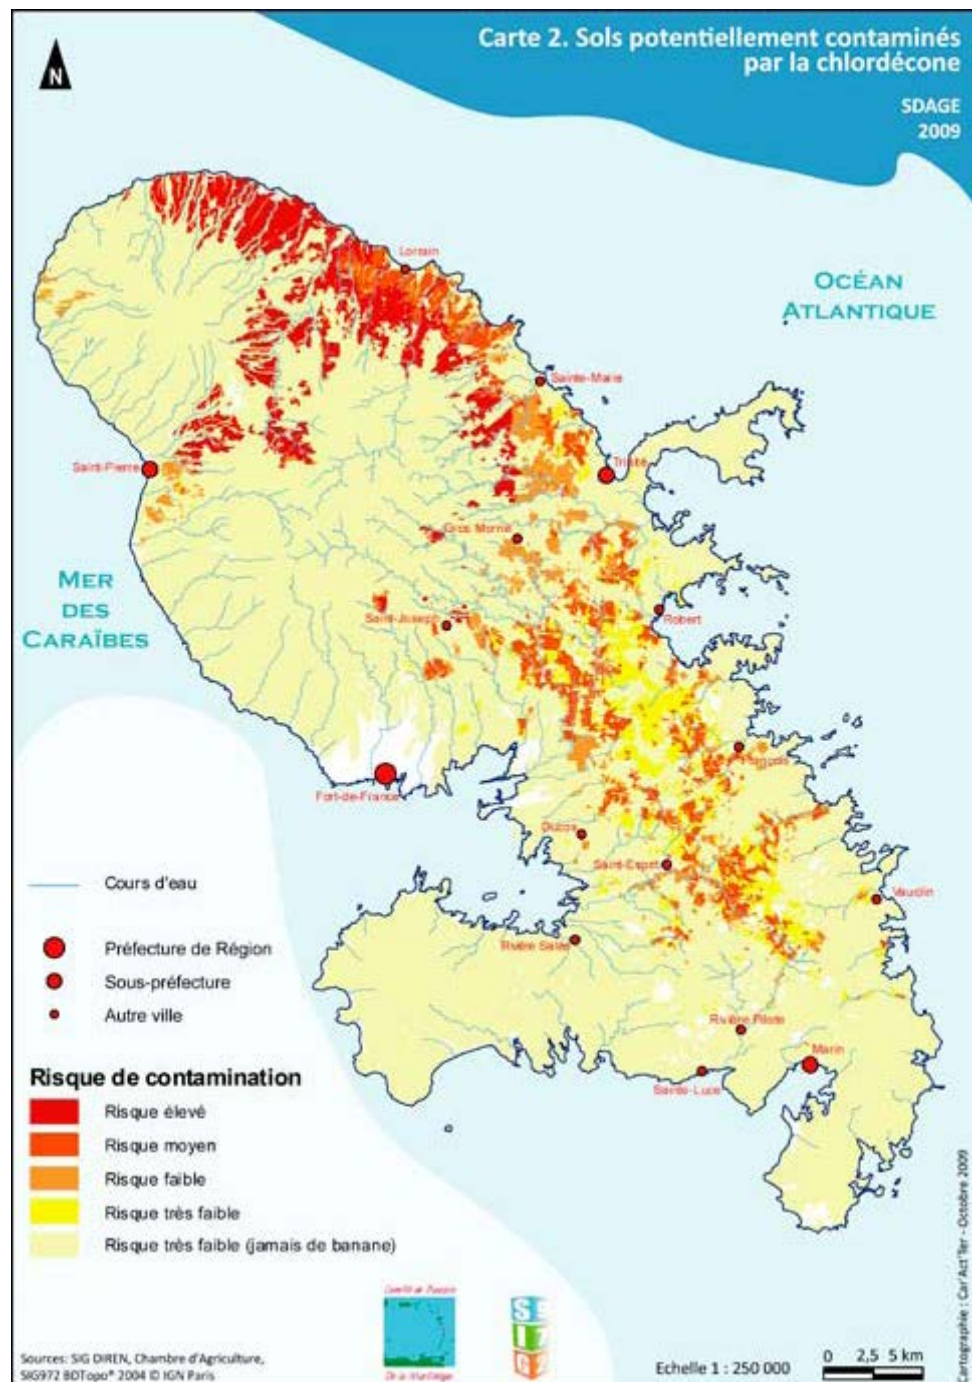 Carte 2. Sols potentiellement contaminés
par la chlordécone
SDAGE
2009
N
Lorrain
OCÉAN
ATLANTIQUE
Sainte-Marie
Saint-Pierre
Trinité
Gros Morne
MER
DES
CARAÏBES
Saint-Joseph
Robert
François
Fort-de-France
Ducos
Saint-Esprit
Cours d'eau
Vauclin
Rivière Salée
Préfecture de Région
Sous-préfecture
Autre ville
Rivière Pilote
Marin
Sainte-Luce
Risque de contamination
Risque élevé
Risque moyen
Risque faible
Risque très faible
Risque très faible (jamais de banane)
Cartographie : Car'Act'Ter - Octobre 2009
Sources: SIG DIREN, Chambre d'Agriculture,
SIG972 BDTopo® 2004 © IGN Paris
Echelle 1 : 250 000
0 2,5 5 km